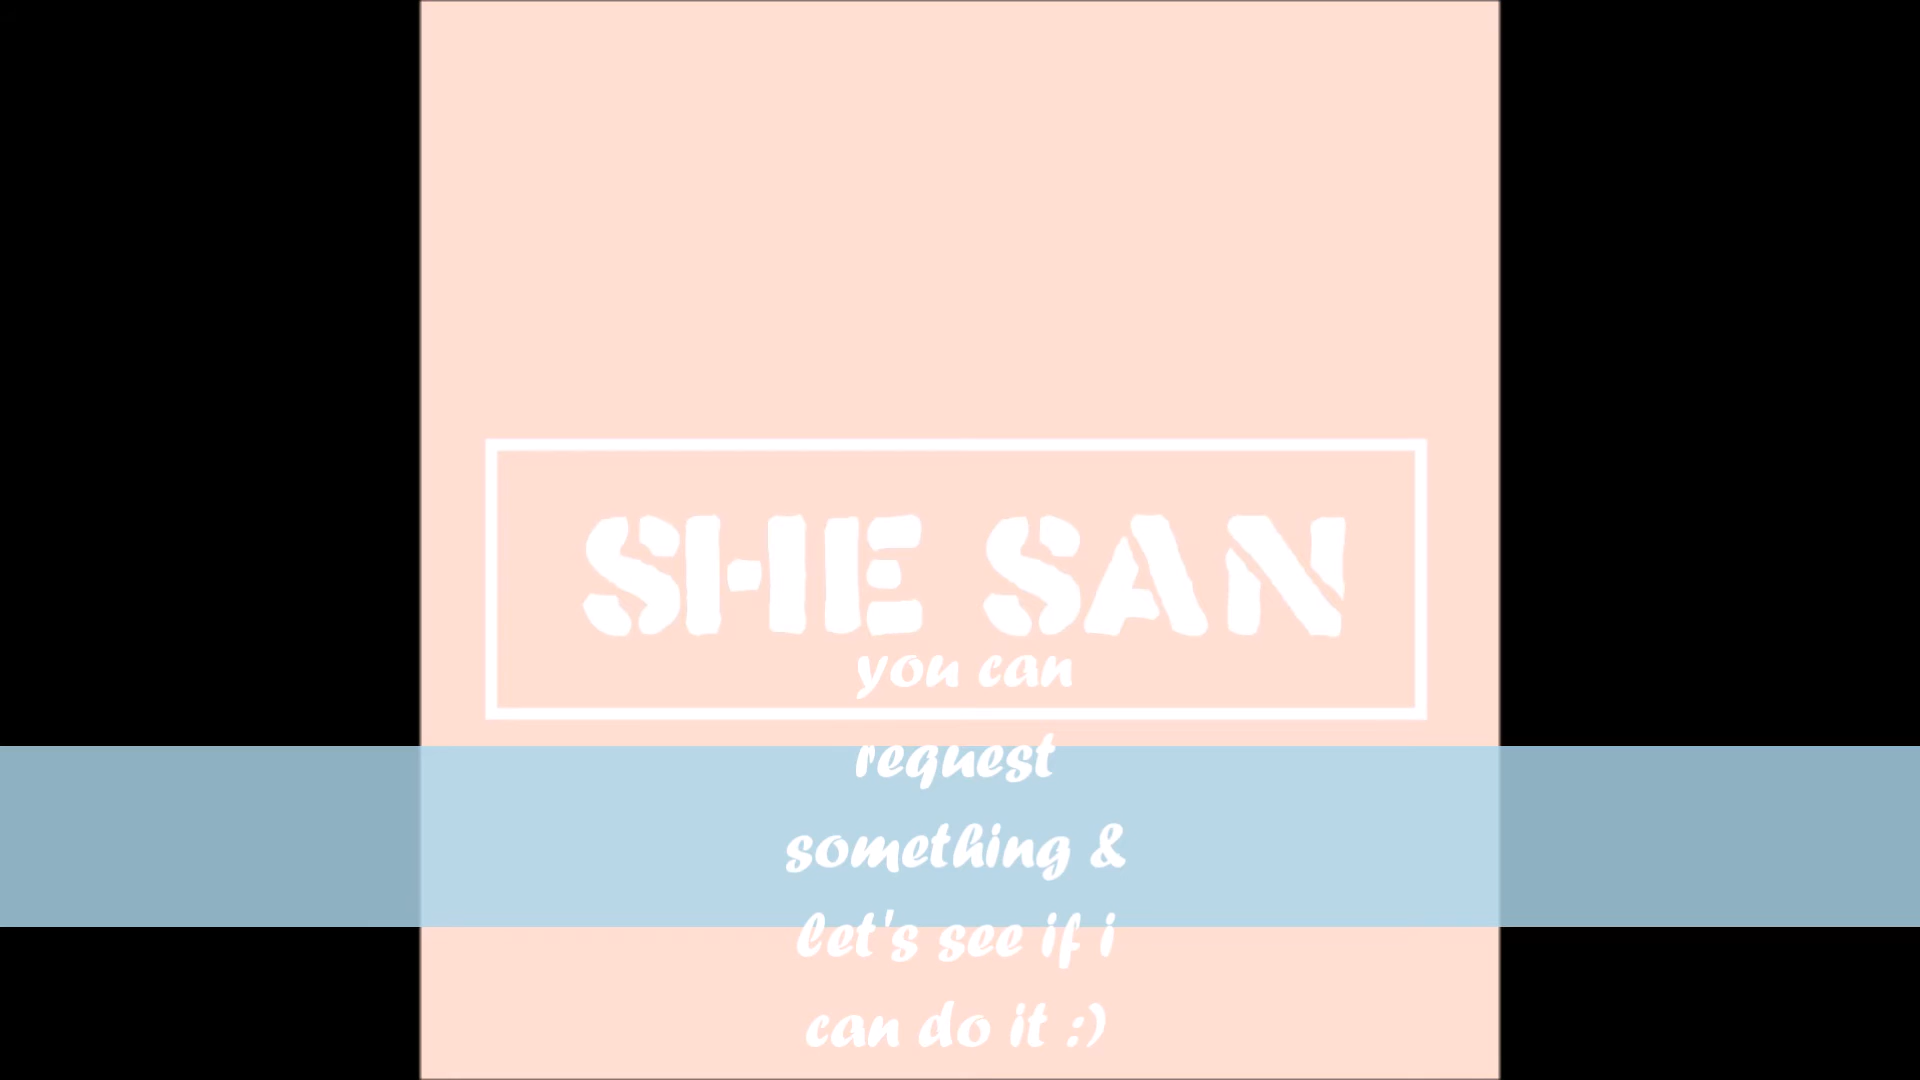 SHE SAN
you can
request
something &
let's see if i
can do it :)